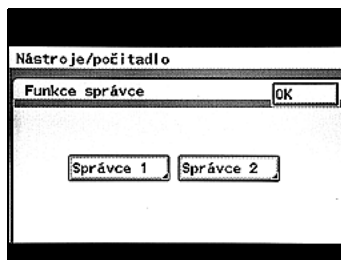 Nástroje/počitadlo
Funkce správce
OK
Správce 1
Správce 2